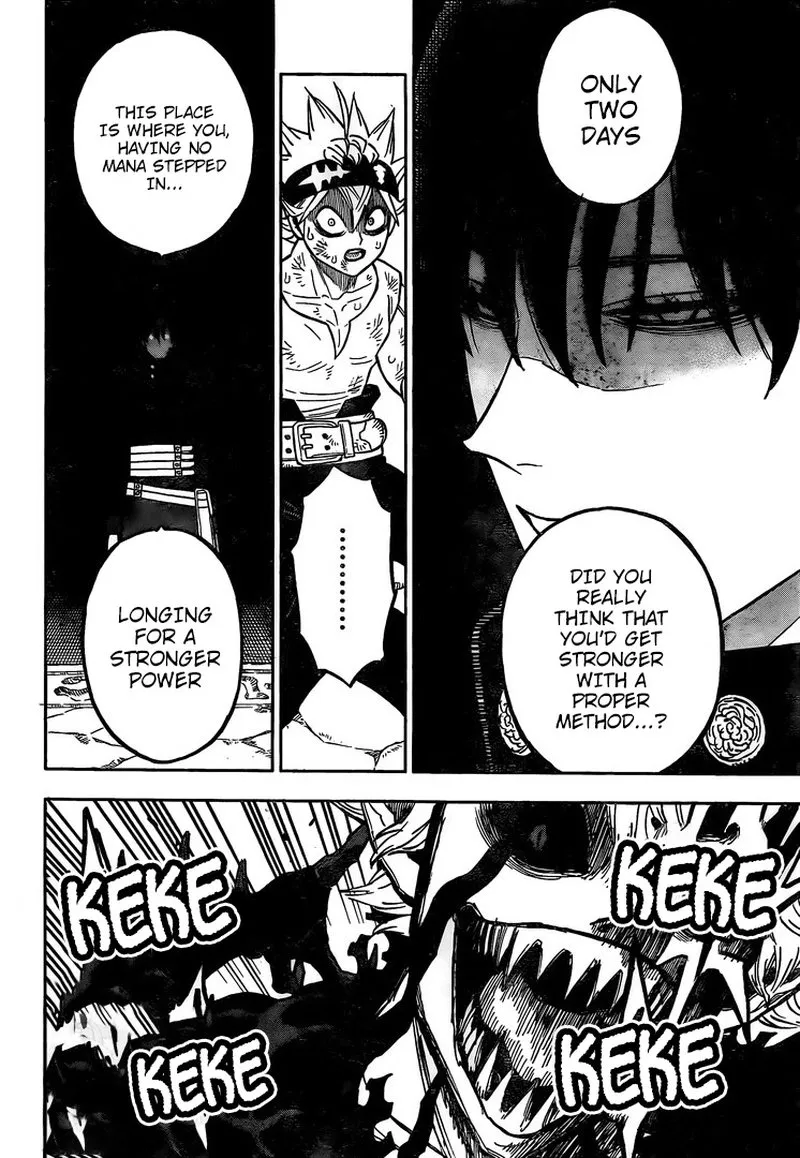 ONLY
TWO
DAYS
DID YOU
REALLY
THINK THAT
YOU'D GET
STRONGER
WITH A
PROPER
METHOD...?
..........
THIS PLACE
IS WHERE YOU,
HAVING NO
MANA STEPPED
IN...
LONGING
FOR A
STRONGER
POWER
KEKE
KEKE
KEKE
KEKE